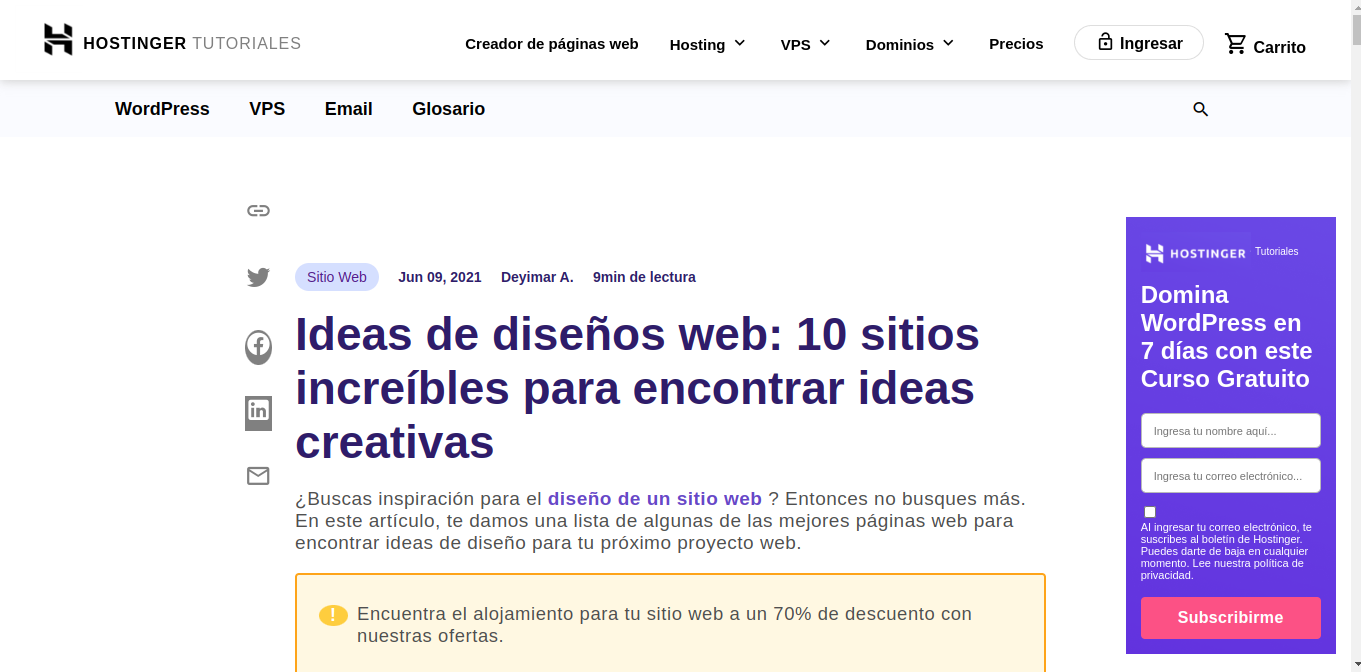 HOSTINGER TUTORIALES
Creador de páginas web
Hosting
VPS
Dominios
Precios
Ingresar
Carrito
WordPress
VPS
Email
Glosario
Sitio Web
Jun 09, 2021
Deyimar A.
9min de lectura
Ideas de diseños web: 10 sitios
increíbles para encontrar ideas
creativas
¿Buscas inspiración para el diseño de un sitio web ? Entonces no busques más.
En este artículo, te damos una lista de algunas de las mejores páginas web para
encontrar ideas de diseño para tu próximo proyecto web.
Encuentra el alojamiento para tu sitio web a un 70% de descuento con
nuestras ofertas.
HOSTINGER Tutoriales
Domina
WordPress en
7 días con este
Curso Gratuito
Ingresa tu nombre aquí...
Ingresa tu correo electrónico...
Al ingresar tu correo electrónico, te
suscribes al boletín de Hostinger.
Puedes darte de baja en cualquier
momento. Lee nuestra política de
privacidad.
Subscribirme